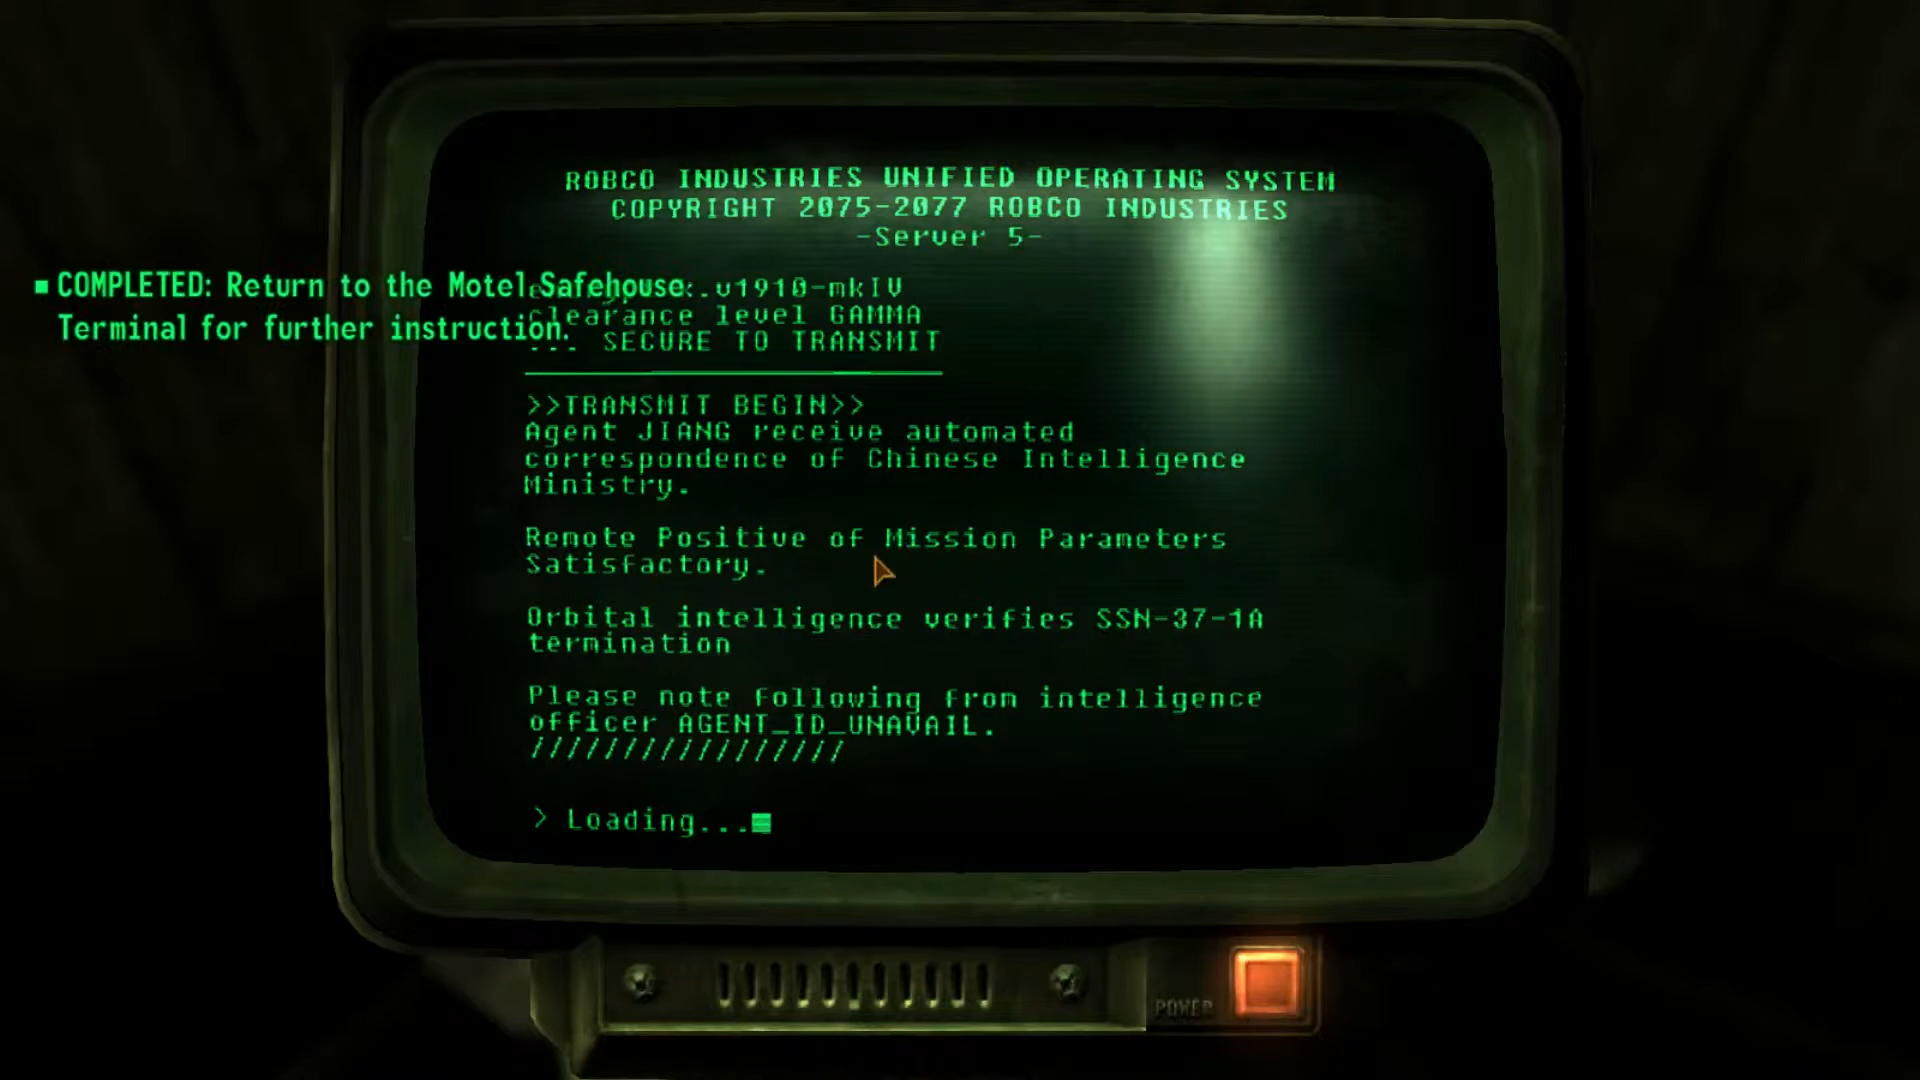 ROBCO INDUSTRIES UNIFIED OPERATING SYSTEM
COPYRIGHT 2075-2077 ROBCO INDUSTRIES
-Server 5-
COMPLETED: Return to the Motel Safehouse
Terminal for further instruction.
.v1910-mkIV
clearance level GAMMA
... SECURE TO TRANSMIT
>>TRANSMIT BEGIN>>
Agent JIANG receive automated
correspondence of Chinese Intelligence
Ministry.
Remote Positive of Mission Parameters
Satisfactory.
Orbital intelligence verifies SSN-37-1A
termination
Please note following from intelligence
officer AGENT_ID_UNAVAIL.
/////////////////
> Loading...
POWER